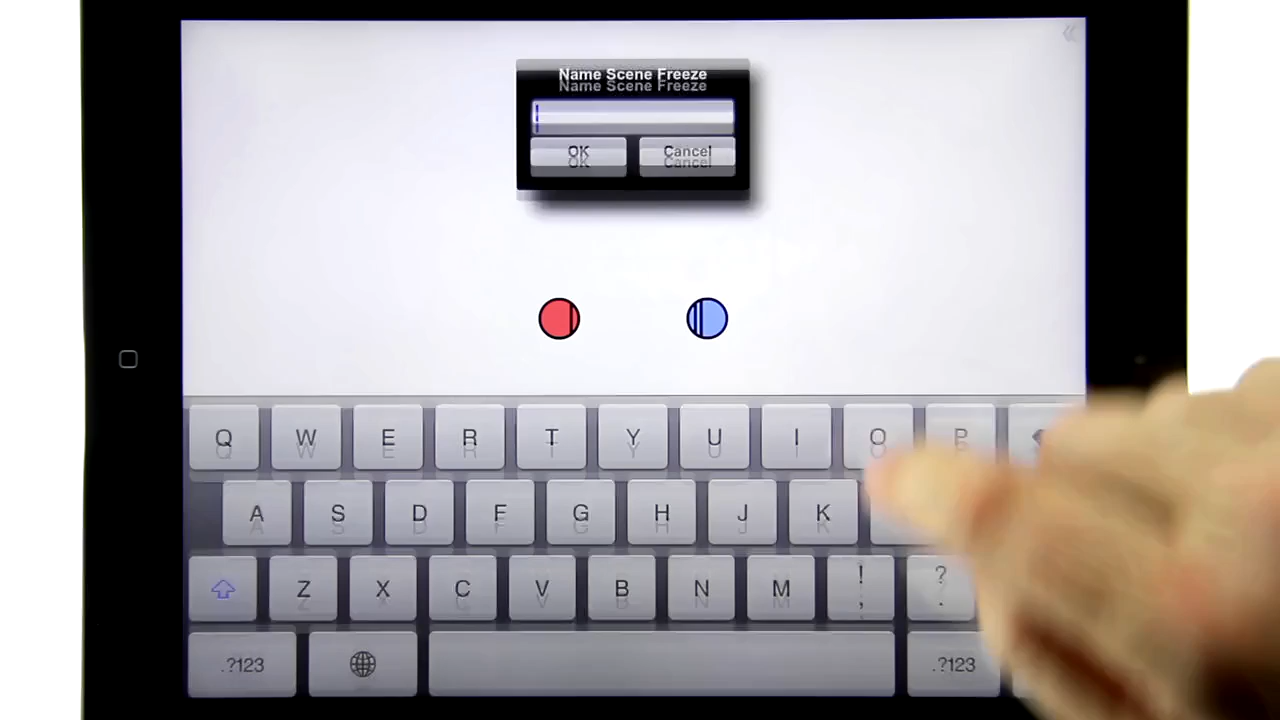 Name Scene Freeze
OK Cancel
Q W E R T Y U I O P
A S D F G H J K
Z X C V B N M ! , ? .
.?123 .?123